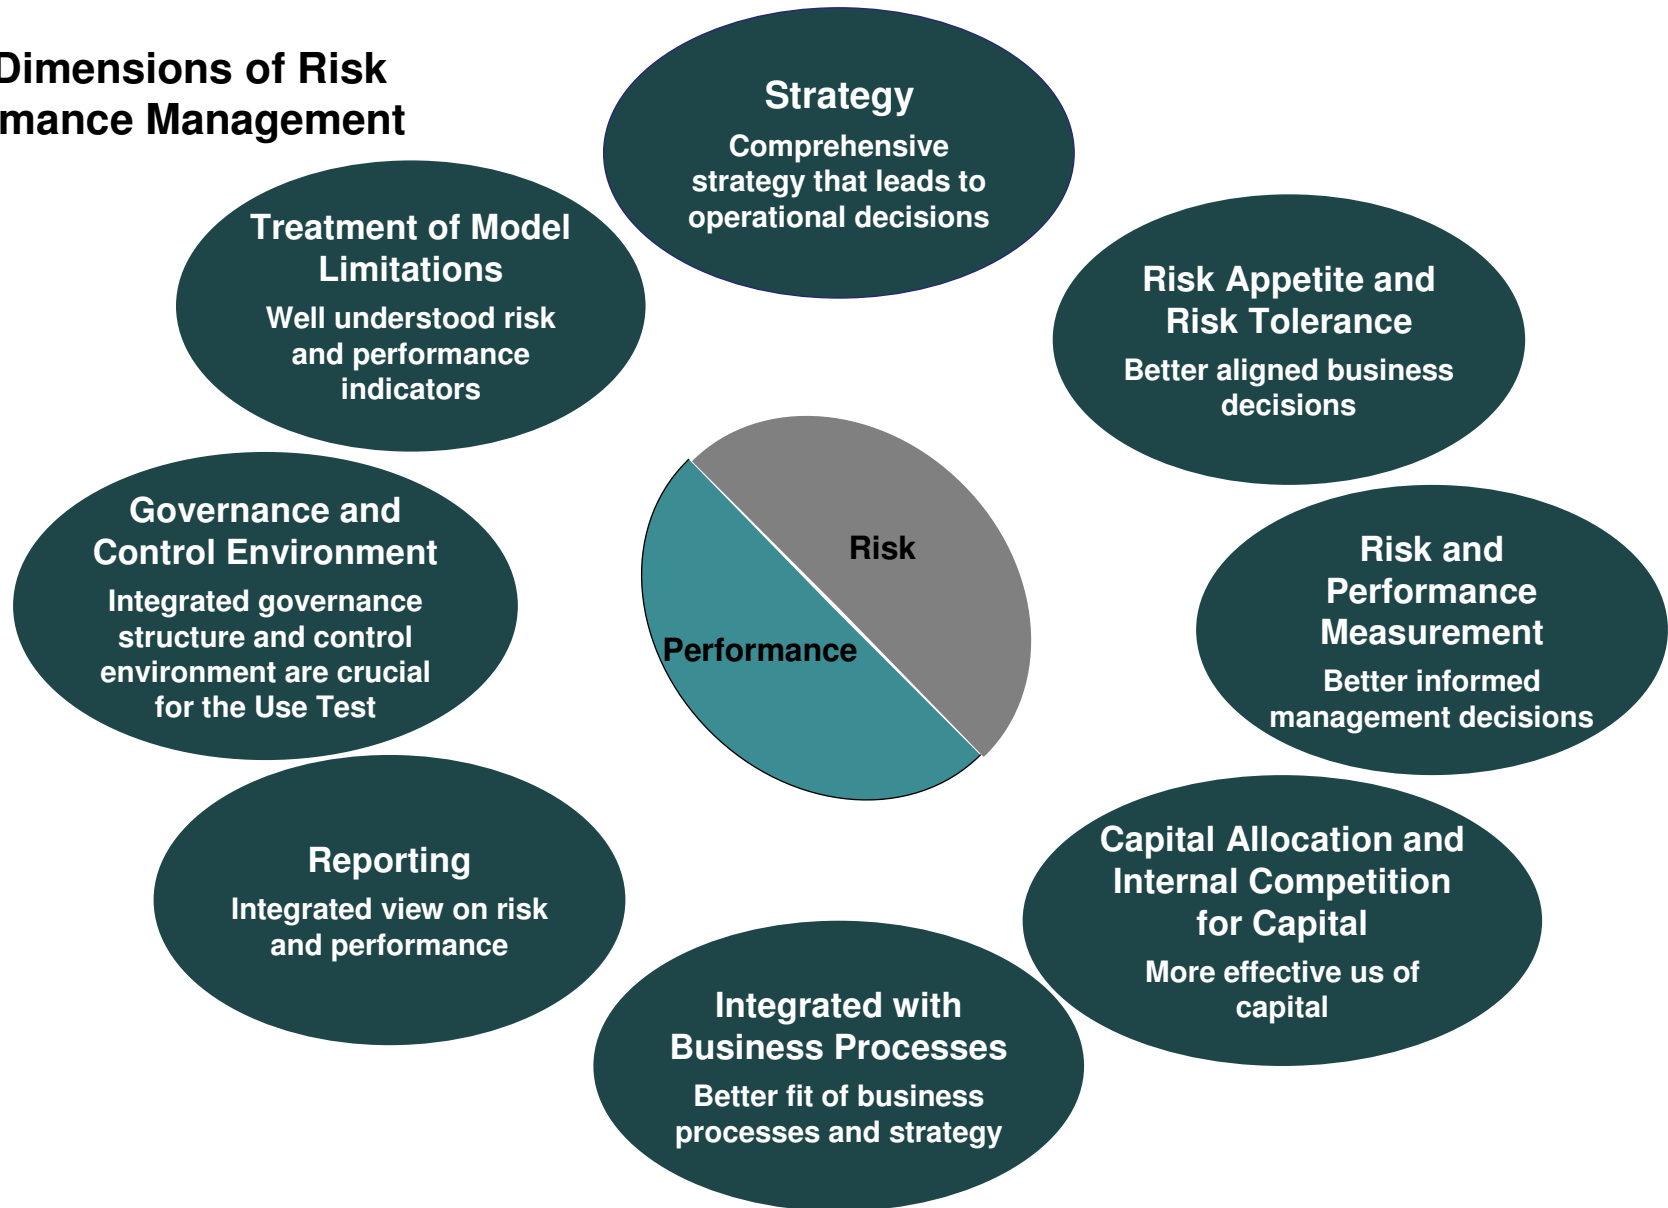 Dimensions of Risk
mance Management
Strategy
Comprehensive
strategy that leads to
operational decisions
Treatment of Model
Limitations
Well understood risk
and performance
indicators
Risk Appetite and
Risk Tolerance
Better aligned business
decisions
Governance and
Control Environment
Integrated governance
structure and control
environment are crucial
for the Use Test
Risk
Performance
Risk and
Performance
Measurement
Better informed
management decisions
Reporting
Integrated view on risk
and performance
Capital Allocation and
Internal Competition
for Capital
More effective us of
capital
Integrated with
Business Processes
Better fit of business
processes and strategy